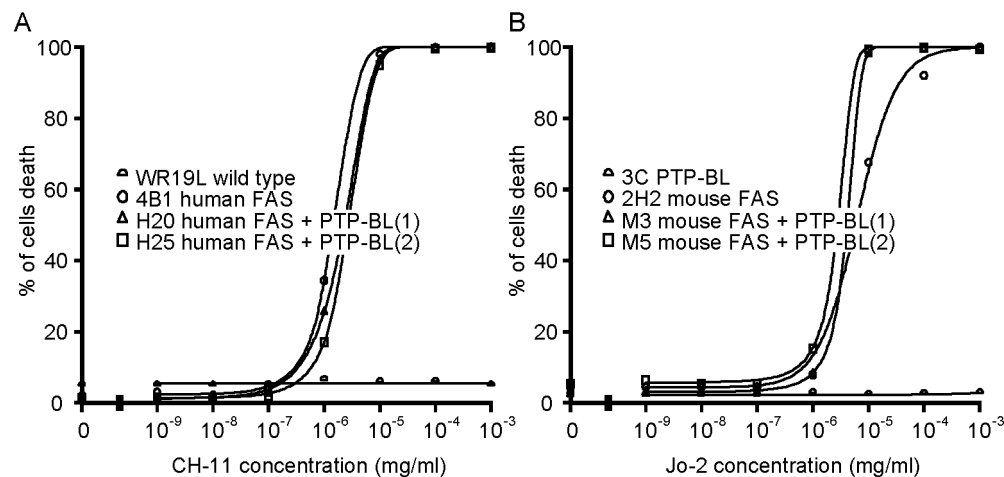 A
% of cells death
100
80
60
40
20
0
WR19L wild type
4B1 human FAS
H20 human FAS + PTP-BL(1)
H25 human FAS + PTP-BL(2)
0 10⁻⁹ 10⁻⁸ 10⁻⁷ 10⁻⁶ 10⁻⁵ 10⁻⁴ 10⁻³
CH-11 concentration (mg/ml)
B
% of cells death
100
80
60
40
20
0
3C PTP-BL
2H2 mouse FAS
M3 mouse FAS + PTP-BL(1)
M5 mouse FAS + PTP-BL(2)
0 10⁻⁹ 10⁻⁸ 10⁻⁷ 10⁻⁶ 10⁻⁵ 10⁻⁴ 10⁻³
Jo-2 concentration (mg/ml)